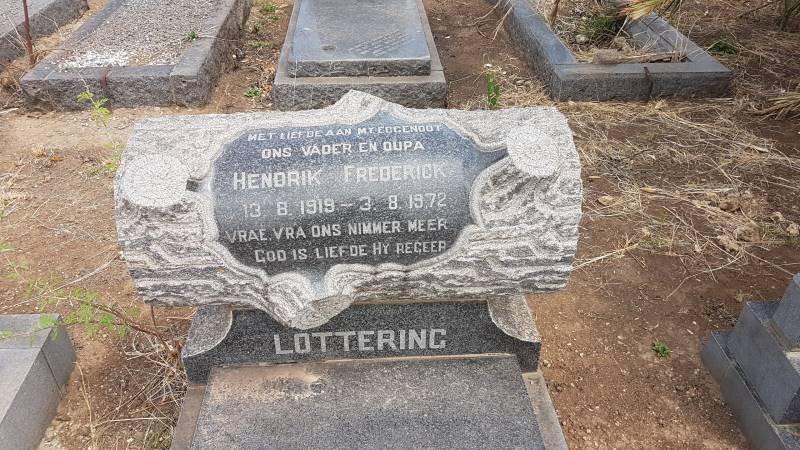 MET LIEFDE AAN MY EGGENOOT
ONS VADER EN OUPA
HENDRIK FREDERICK
13.8.1919 – 3.8.1972
VRAE, VRA ONS NIMMER MEER
GOD IS LIEFDE HY REGEER
LOTTERING